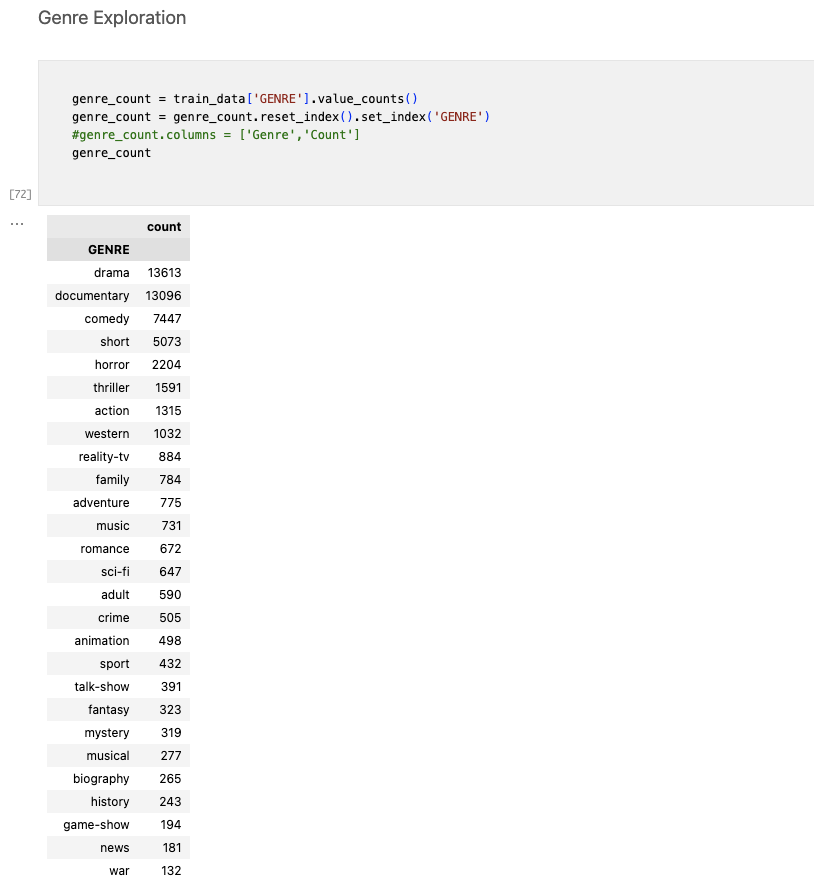 Genre Exploration
genre_count = train_data['GENRE'].value_counts()
genre_count = genre_count.reset_index().set_index('GENRE')
#genre_count.columns = ['Genre','Count']
genre_count
[72]
...
count
GENRE
drama 13613
documentary 13096
comedy 7447
short 5073
horror 2204
thriller 1591
action 1315
western 1032
reality-tv 884
family 784
adventure 775
music 731
romance 672
sci-fi 647
adult 590
crime 505
animation 498
sport 432
talk-show 391
fantasy 323
mystery 319
musical 277
biography 265
history 243
game-show 194
news 181
war 132